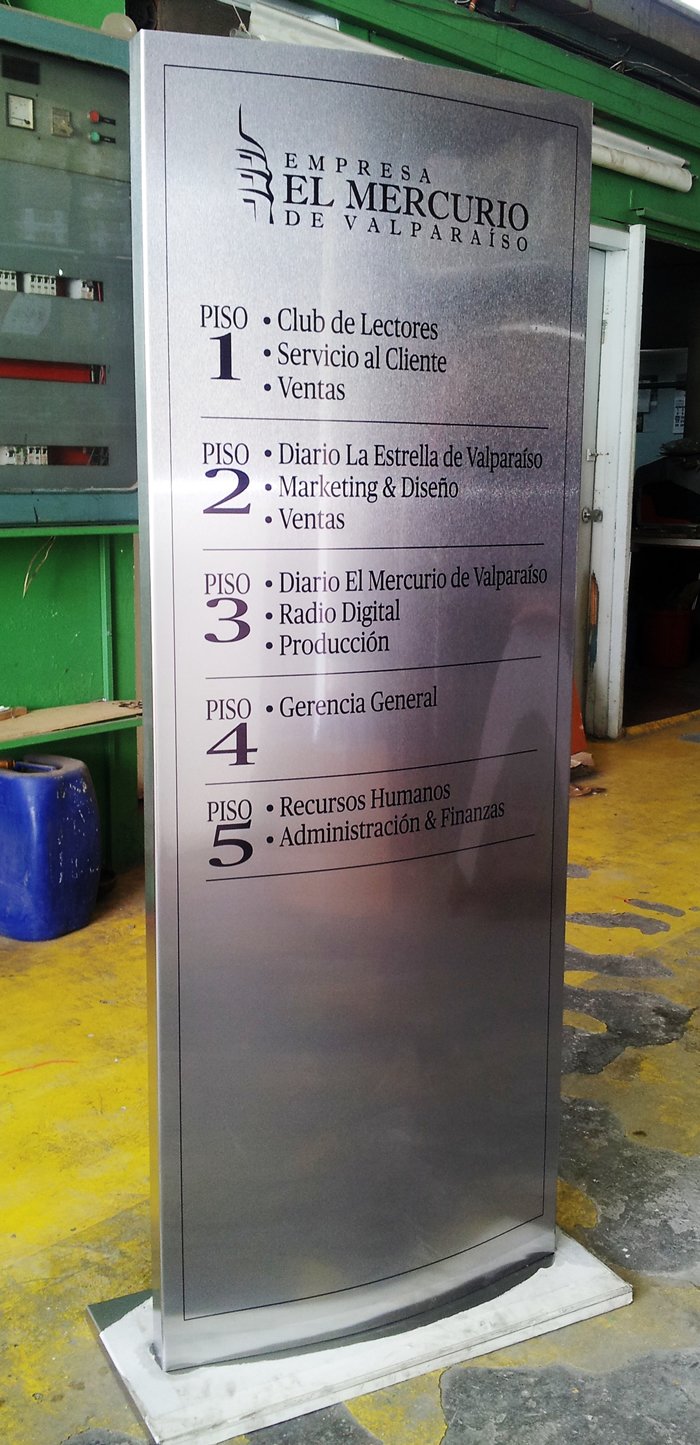 EMPRESA
EL MERCURIO
DE VALPARAÍSO
PISO
1
• Club de Lectores
• Servicio al Cliente
• Ventas
PISO
2
• Diario La Estrella de Valparaíso
• Marketing & Diseño
• Ventas
PISO
3
• Diario El Mercurio de Valparaíso
• Radio Digital
• Producción
PISO
4
• Gerencia General
PISO
5
• Recursos Humanos
• Administración & Finanzas